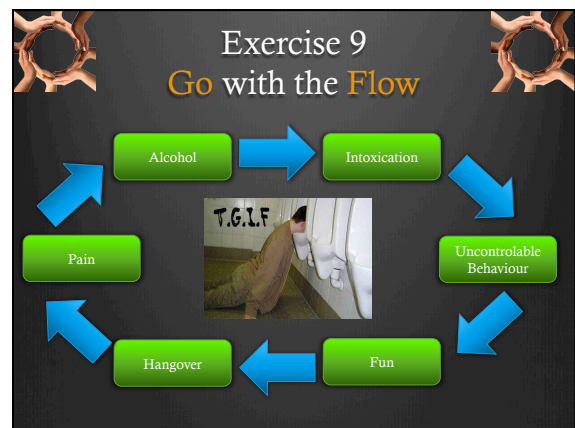 Exercise 9
Go with the Flow
Alcohol
Intoxication
Uncontrolable
Behaviour
Fun
Hangover
Pain
T.G.I.F